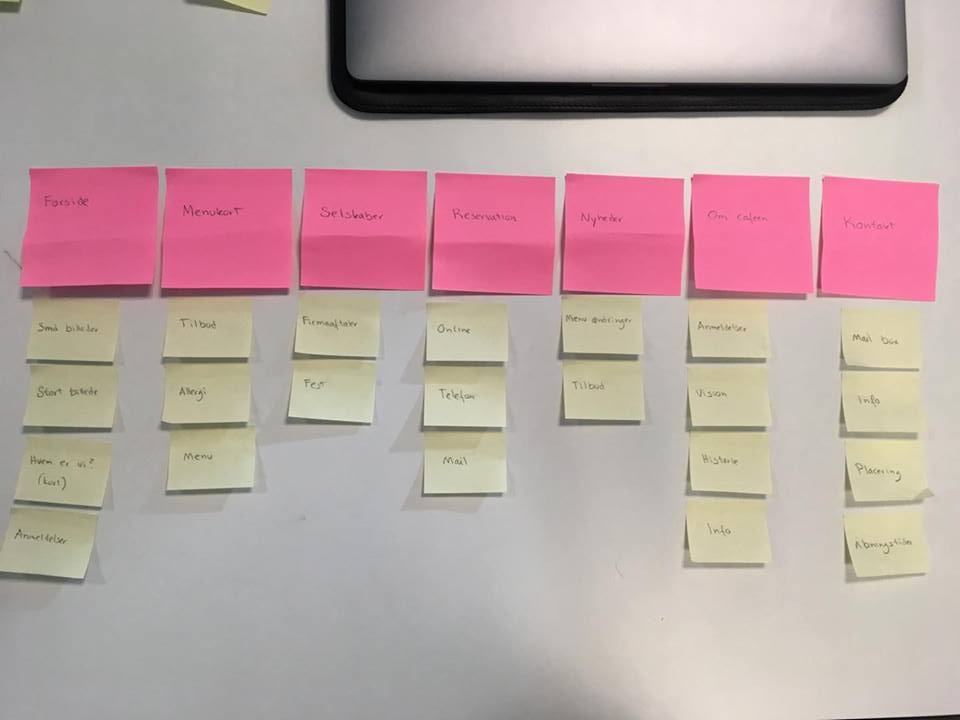 Forside
Menukort
Selskaber
Reservation
Nyheder
Om cafeen
Kontakt
Små billeder
Stort billede
Hvem er vi?
(kort)
Anmeldelser
Tilbud
Allergi
Menu
Firmaaftaler
Fest
Online
Telefon
Mail
Menu ændringer
Tilbud
Anmeldelser
Vision
Historie
Info
Mail box
Info
Placering
Åbningstider